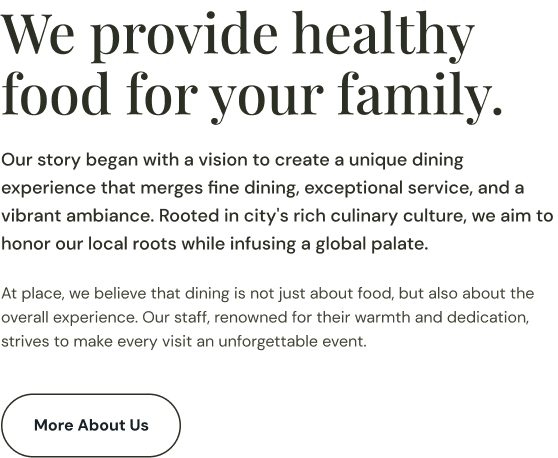 We provide healthy
food for your family.
Our story began with a vision to create a unique dining
experience that merges fine dining, exceptional service, and a
vibrant ambiance. Rooted in city's rich culinary culture, we aim to
honor our local roots while infusing a global palate.
At place, we believe that dining is not just about food, but also about the
overall experience. Our staff, renowned for their warmth and dedication,
strives to make every visit an unforgettable event.
More About Us